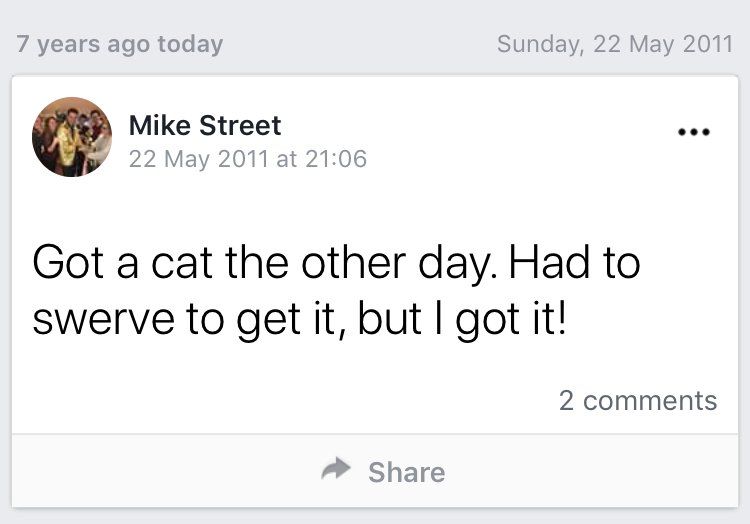 7 years ago today
Sunday, 22 May 2011
Mike Street
22 May 2011 at 21:06
Got a cat the other day. Had to
swerve to get it, but I got it!
2 comments
Share